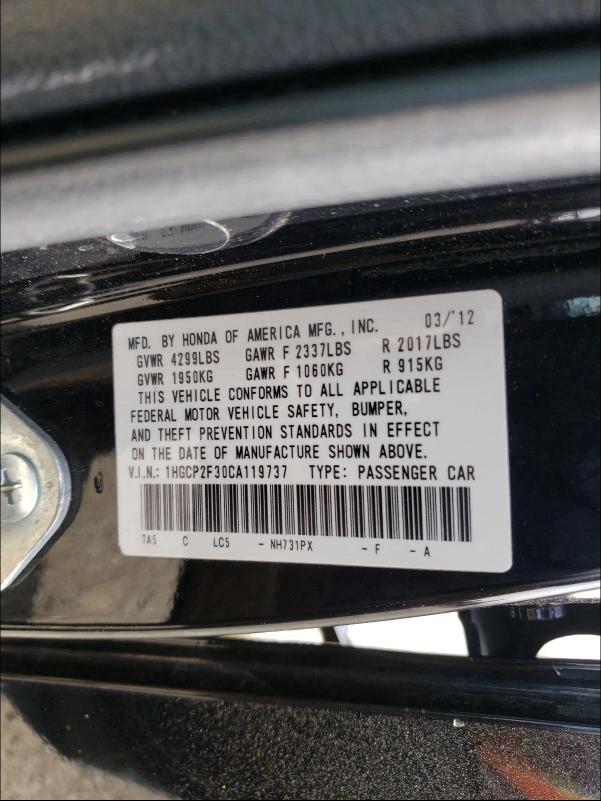 MFD. BY HONDA OF AMERICA MFG., INC. 03/'12
GVWR 4299LBS GAWR F 2337LBS R 2017LBS
GVWR 1950KG GAWR F 1060KG R 915KG
THIS VEHICLE CONFORMS TO ALL APPLICABLE
FEDERAL MOTOR VEHICLE SAFETY, BUMPER,
AND THEFT PREVENTION STANDARDS IN EFFECT
ON THE DATE OF MANUFACTURE SHOWN ABOVE.
V.I.N.: 1HGCP2F30CA119737 TYPE: PASSENGER CAR
TA5 C LC5 - NH731PX - F - A